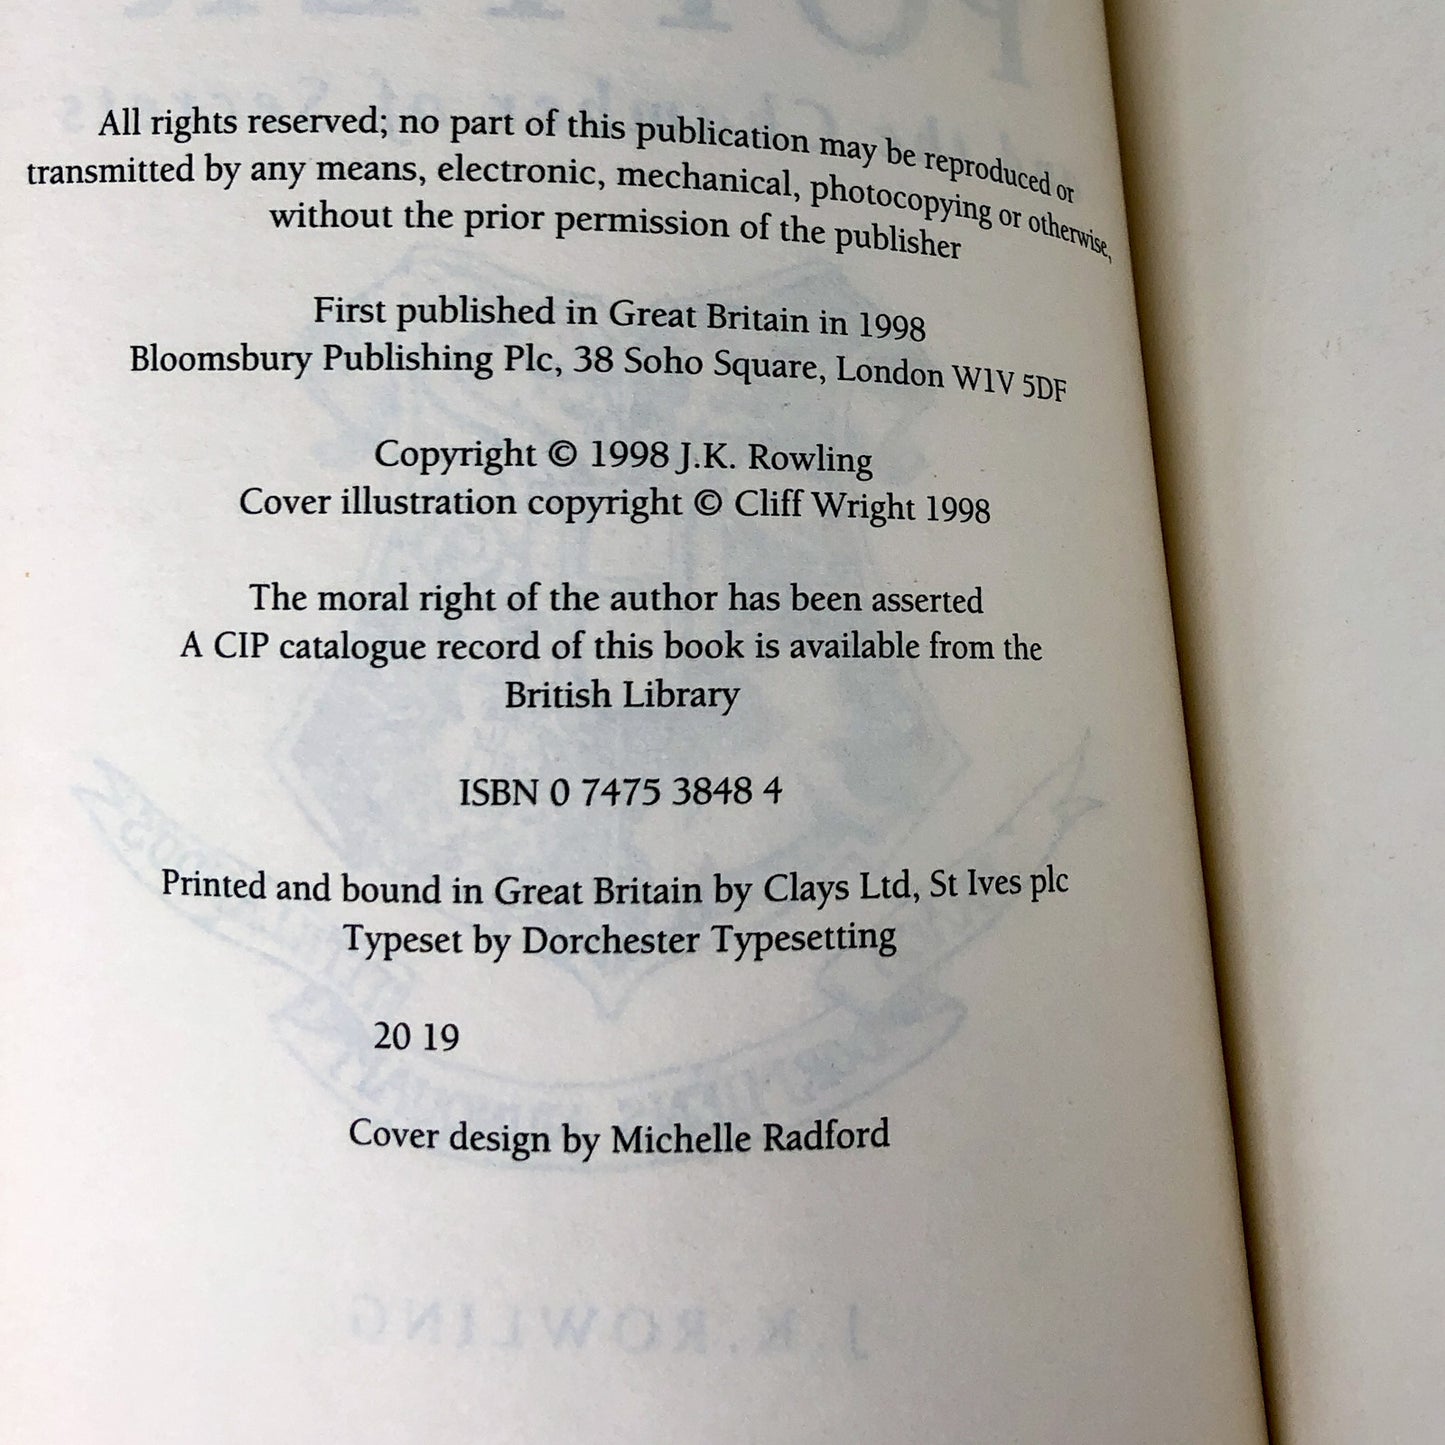 All rights reserved; no part of this publication may be reproduced or
transmitted by any means, electronic, mechanical, photocopying or otherwise,
without the prior permission of the publisher
First published in Great Britain in 1998
Bloomsbury Publishing Plc, 38 Soho Square, London W1V 5DF
Copyright © 1998 J.K. Rowling
Cover illustration copyright © Cliff Wright 1998
The moral right of the author has been asserted
A CIP catalogue record of this book is available from the
British Library
ISBN 0 7475 3848 4
Printed and bound in Great Britain by Clays Ltd, St Ives plc
Typeset by Dorchester Typesetting
20 19
Cover design by Michelle Radford
J. K. ROWLING